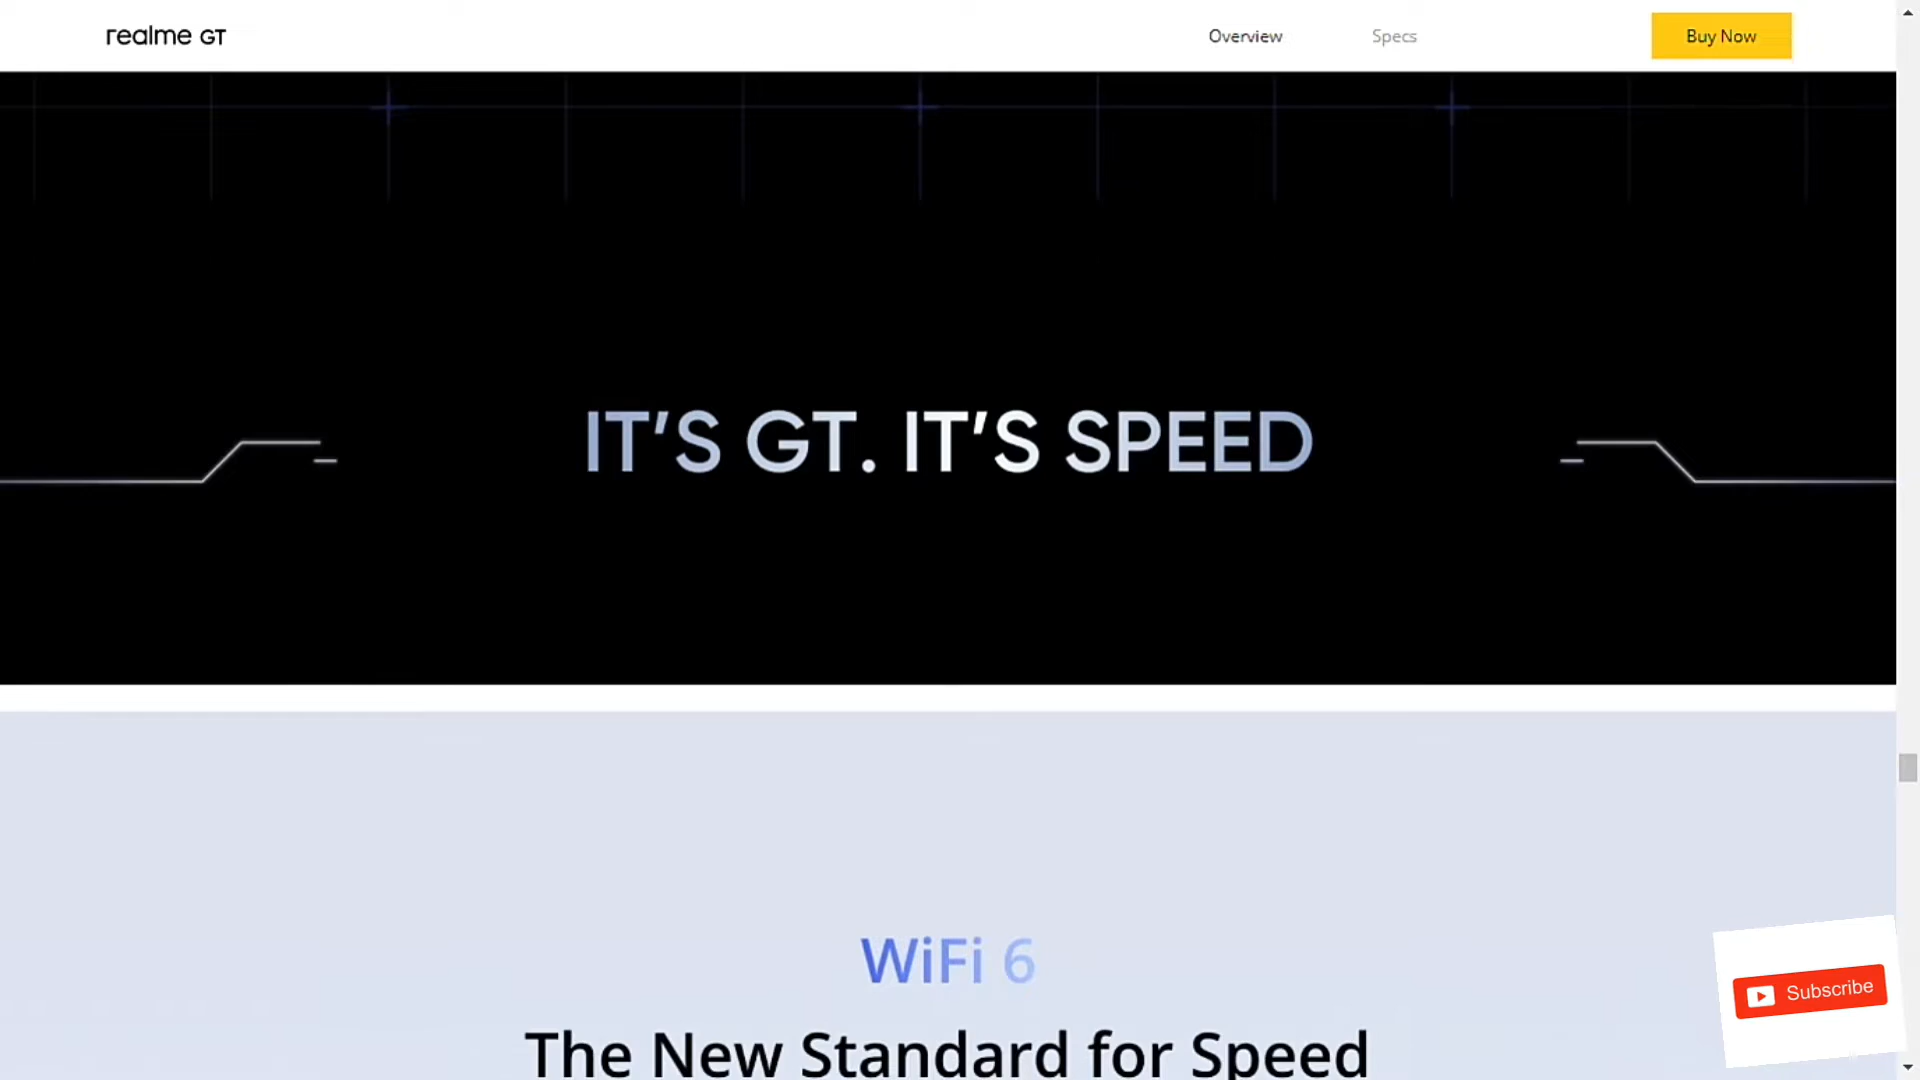 realme GT
Overview
Specs
Buy Now
IT'S GT. IT'S SPEED
WiFi 6
The New Standard for Speed
Subscribe